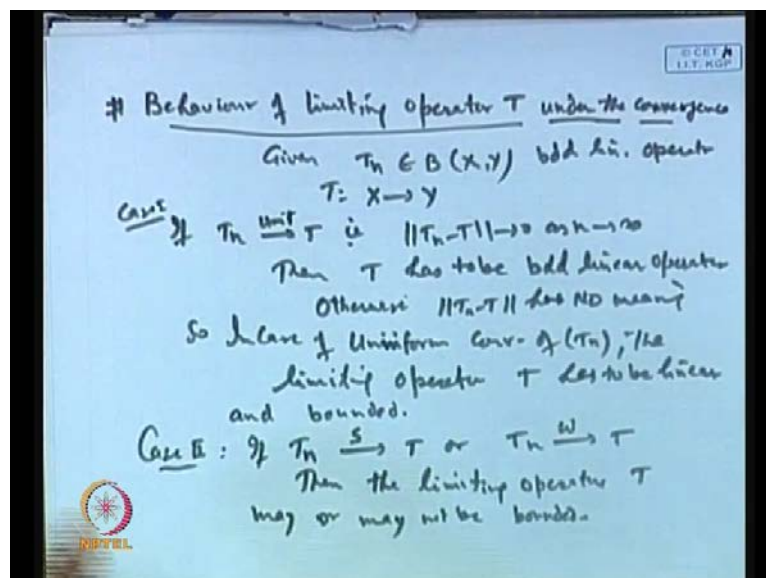 © CET
I.I.T. KGP
# Behaviour of limiting operator T under the convergence
Given Tn ∈ B(X,Y) bdd lin. operator
T: X → Y
Case I
If Tn —Unif→ T ie ||Tn-T|| → 0 as n → ∞
Then T has to be bdd linear operator
Otherwise ||Tn-T|| has NO meaning
So In case of Uniform Conv. of (Tn), the
limiting operator T has to be linear
and bounded.
Case II : If Tn —S→ T or Tn —W→ T
Then the limiting operator T
may or may not be bounded.
NPTEL